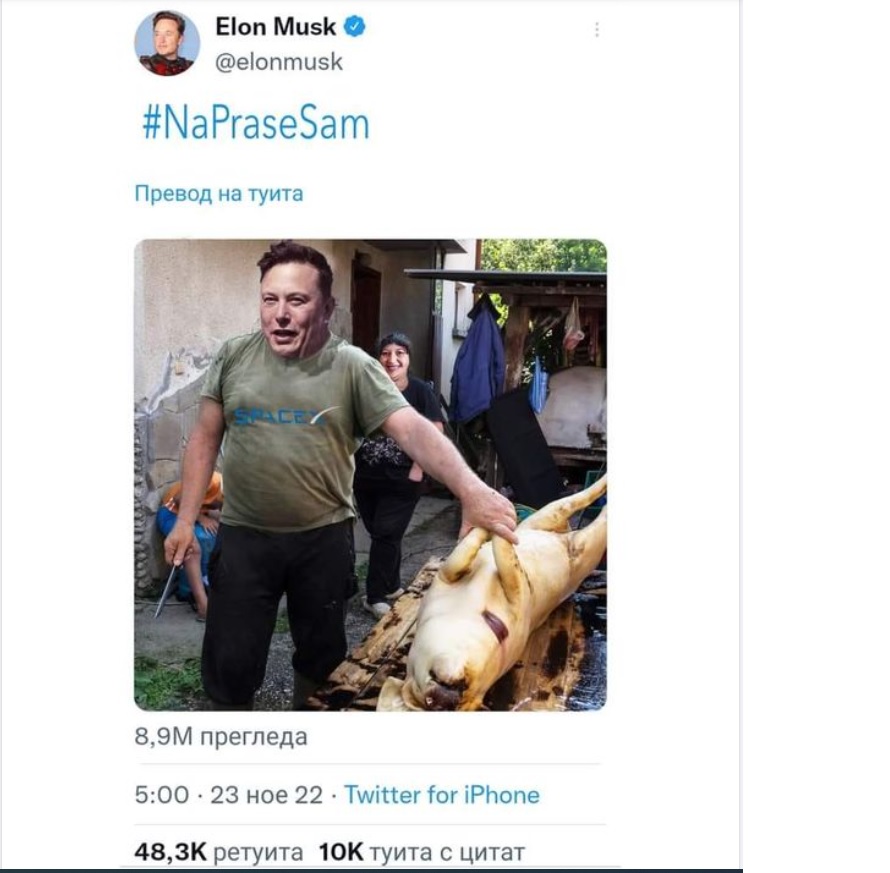 Elon Musk
@elonmusk
#NaPraseSam
Превод на туита
SPACEX
8,9M прегледа
5:00 · 23 ное 22 · Twitter for iPhone
48,3K ретуита 10K туита с цитат